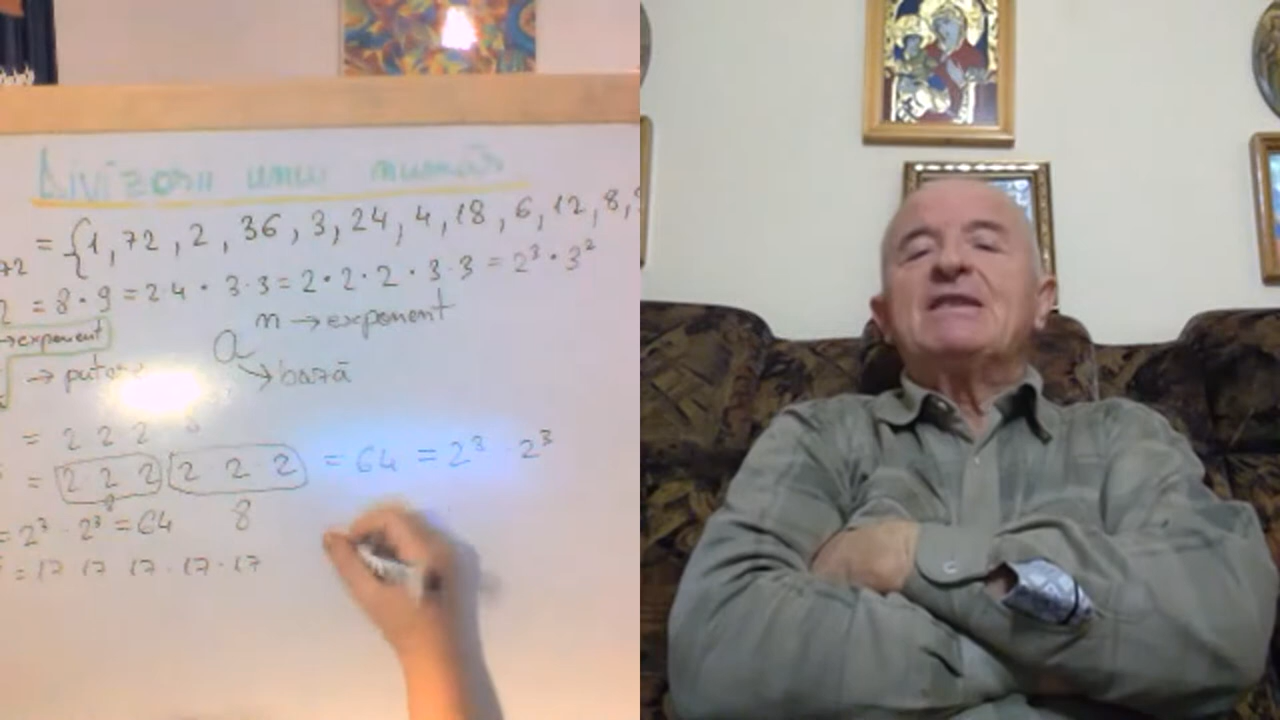 Divizorii unui număr
72 = {1, 72, 2, 36, 3, 24, 4, 18, 6, 12, 8,
2 = 8 · 9 = 2·4 · 3·3 = 2·2·2·3·3 = 2³·3²
→exponent
n → exponent
a
→
→ bază
= 2 2 2
= 2 2 2 2 2 2 = 64 = 2³ · 2³
8
8
= 2³ · 2³ = 64
= 17 17 17·17·17